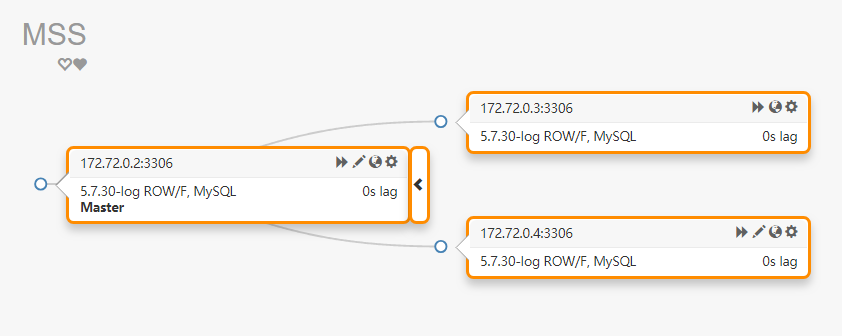 MSS
172.72.0.3:3306
5.7.30-log ROW/F, MySQL 0s lag
172.72.0.2:3306
5.7.30-log ROW/F, MySQL 0s lag
Master
172.72.0.4:3306
5.7.30-log ROW/F, MySQL 0s lag